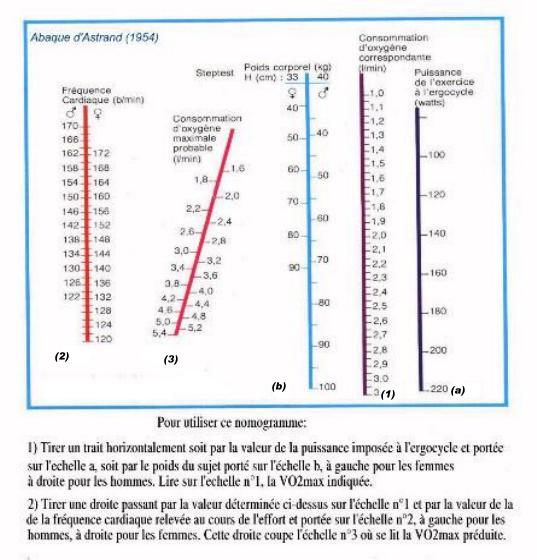 Abaque d'Astrand (1954)
Consommation
d'oxygène
correspondante
(l/min)
Poids corporel (kg)
Steptest H (cm) : 33 40
♀ ♂
Puissance
de l'exercice
à l'ergocycle
(watts)
Fréquence
Cardiaque (b/min)
♂ ♀
Consommation
d'oxygène
maximale
probable
(l/min)
170
166
162 172
158 168
154 164
150 160
146 156
142 152
138 148
134 144
130 140
126 136
122 132
128
124
120
(2)
1,6
1,8
2,0
2,2
2,4
2,6
2,8
3,0
3,2
3,4
3,6
3,8
4,0
4,2
4,4
4,6
4,8
5,0
5,2
5,4
(3)
40
50 40
60 50
70
60
80
90 70
80
90
100
(b)
1,0
1,1
1,2
1,3
1,4
1,5
1,6
1,7
1,8
1,9
2,0
2,1
2,2
2,3
2,4
2,5
2,6
2,7
2,8
2,9
3,0
(1)
100
120
140
160
180
200
220 (a)
Pour utiliser ce nomogramme:
1) Tirer un trait horizontalement soit par la valeur de la puissance imposée à l'ergocycle et portée
sur l'echelle a, soit par le poids du sujet porté sur l'échelle b, à gauche pour les femmes
à droite pour les hommes. Lire sur l'echelle n°1, la VO2max indiquée.
2) Tirer une droite passant par la valeur déterminée ci-dessus sur l'échelle n°1 et par la valeur de la
de la fréquence cardiaque relevée au cours de l'effort et portée sur l'échelle n°2, à gauche pour les
hommes, à droite pour les femmes. Cette droite coupe l'échelle n°3 où se lit la VO2max préduite.